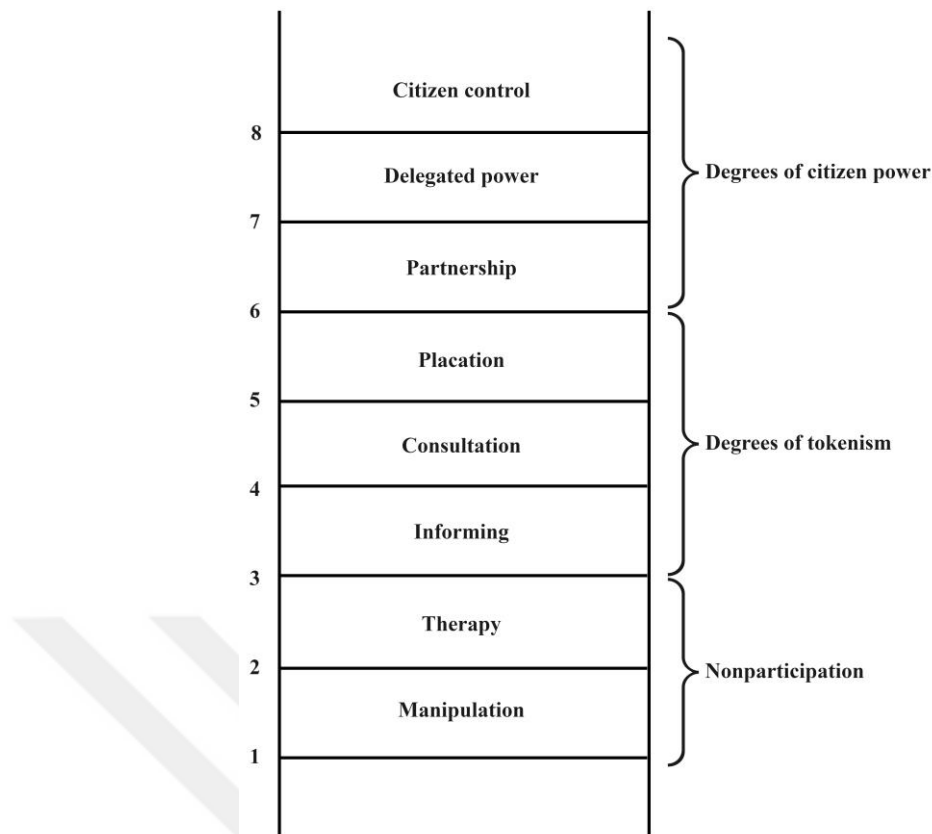 Citizen control
8
Delegated power
Degrees of citizen power
7
Partnership
6
Placation
5
Consultation
Degrees of tokenism
4
Informing
3
Therapy
2
Nonparticipation
Manipulation
1